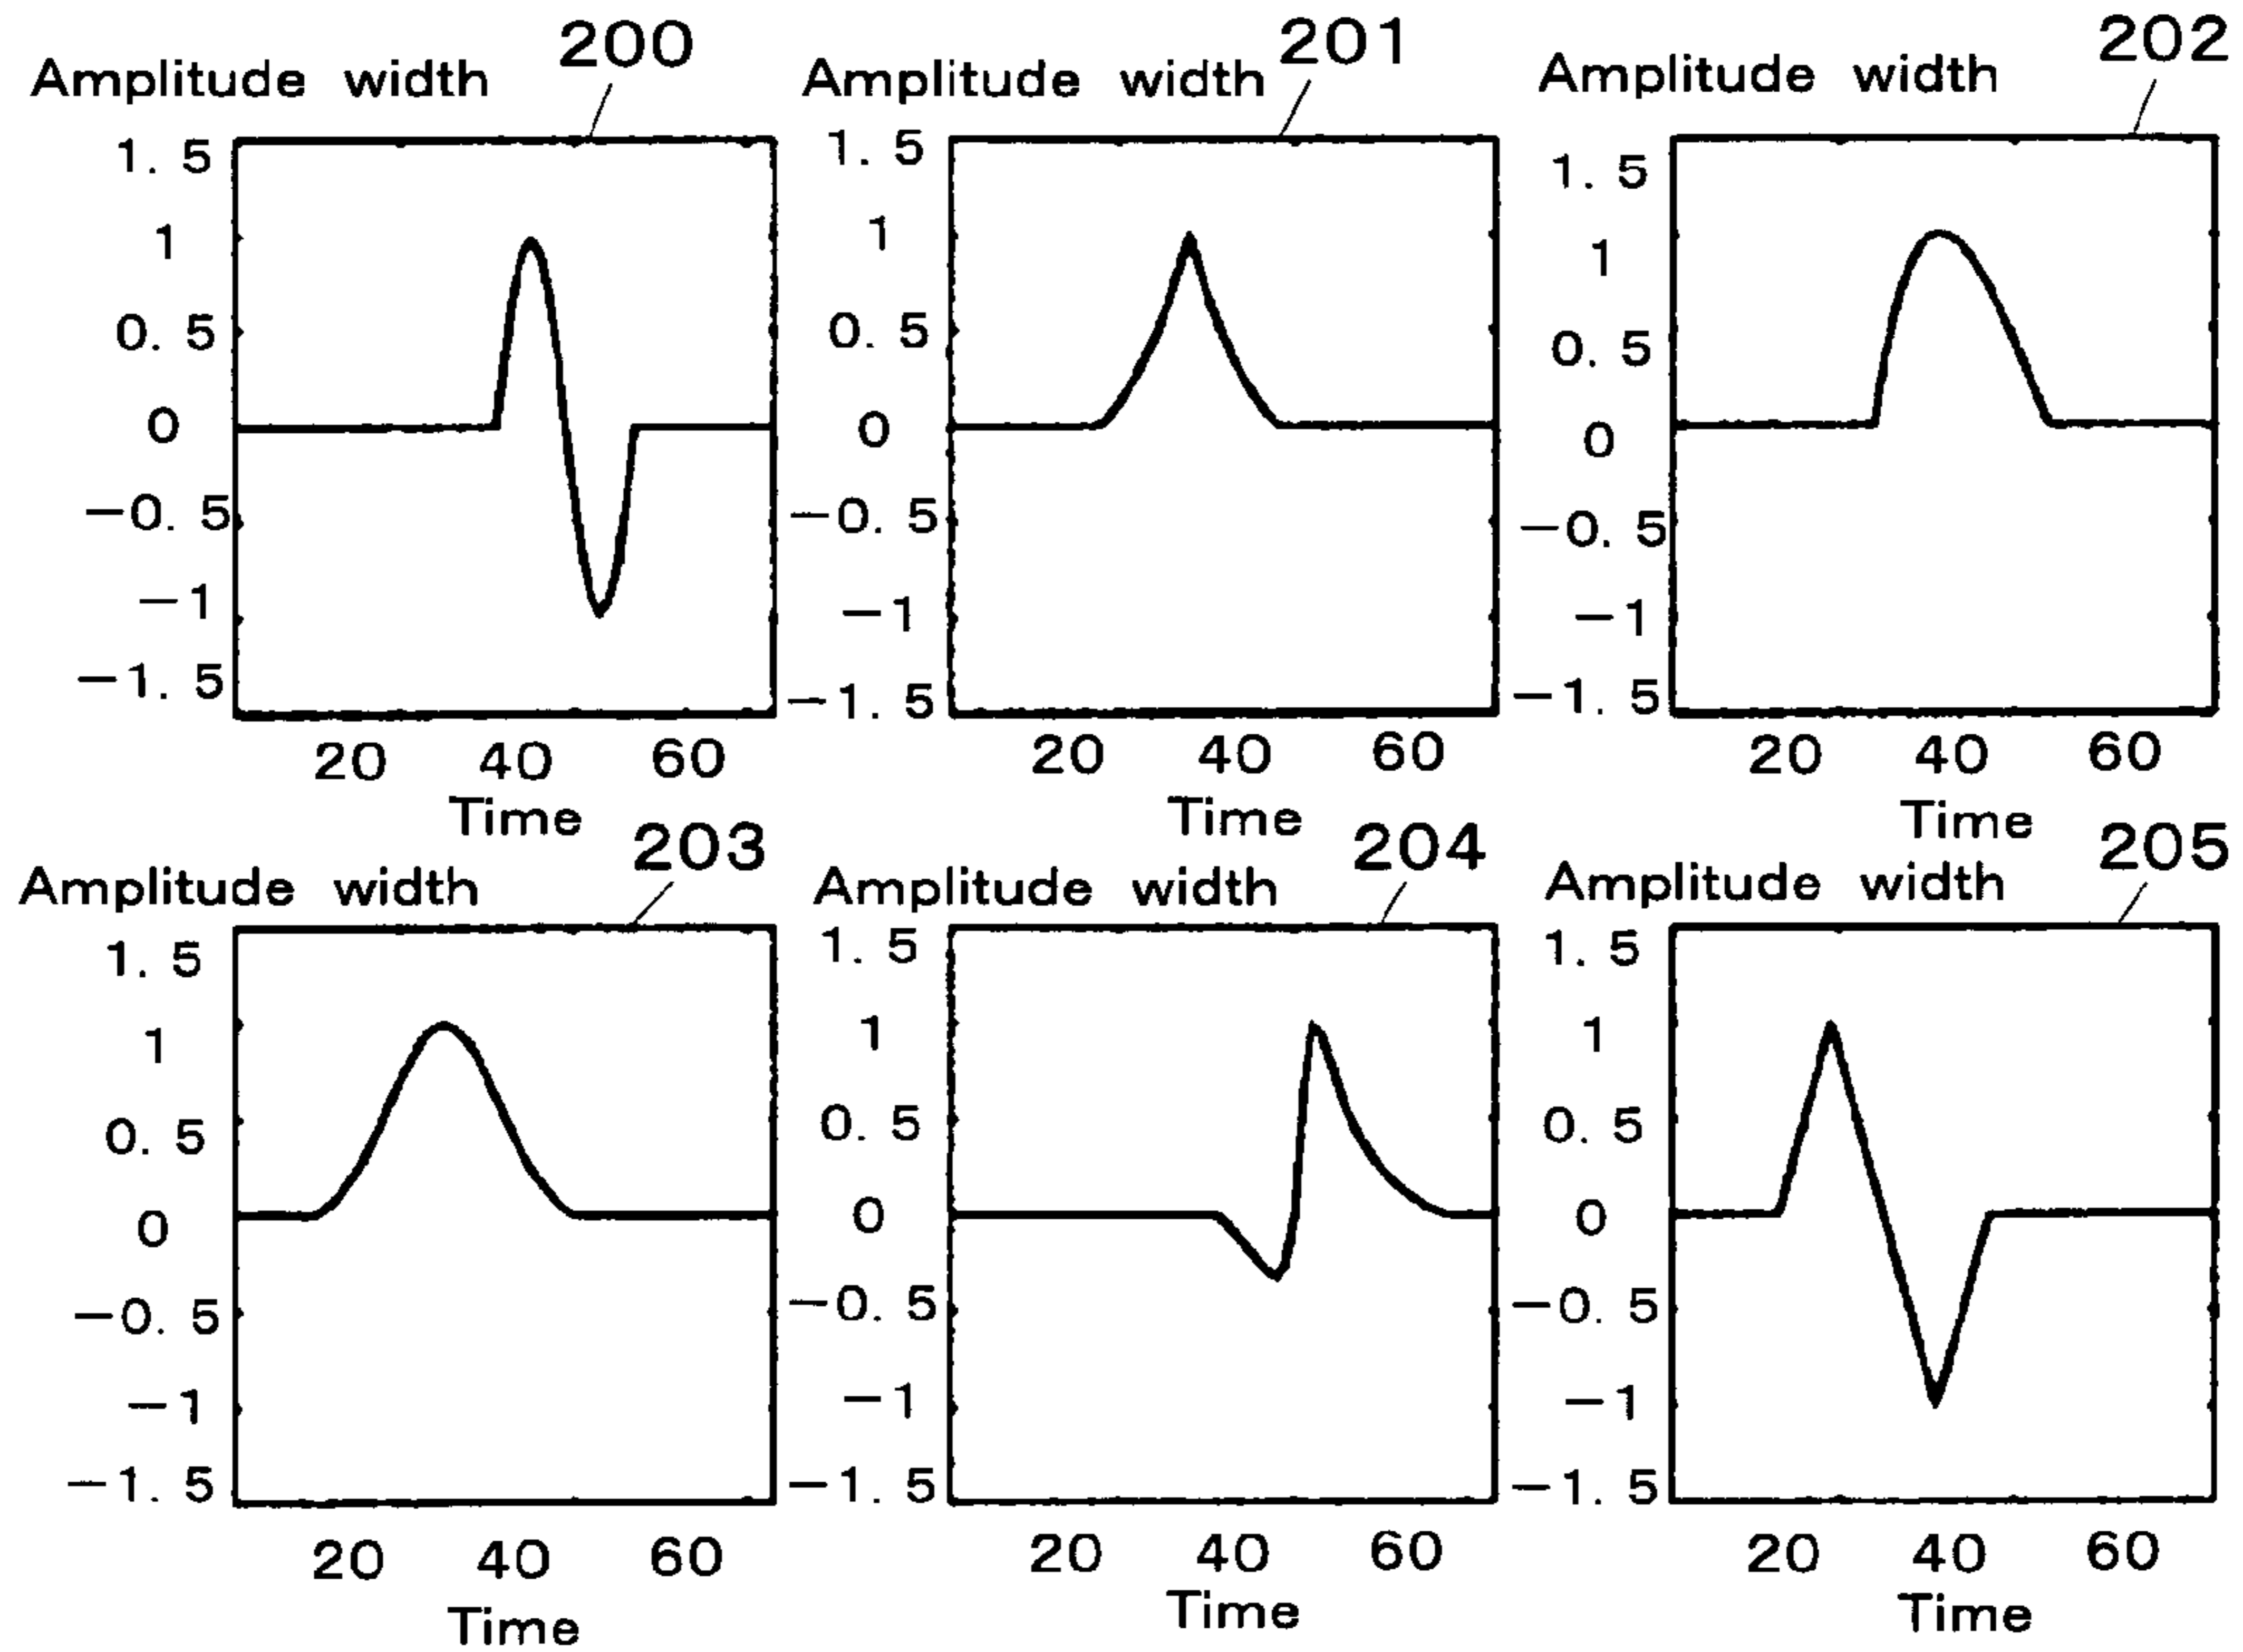 200 201 202
Amplitude width Amplitude width Amplitude width
1. 5 1. 5 1. 5
1 1 1
0. 5 0. 5 0. 5
0 0 0
−0. 5 −0. 5 −0. 5
−1 −1 −1
−1. 5 −1. 5 −1. 5
20 40 60 20 40 60 20 40 60
Time Time Time
203 204 205
Amplitude width Amplitude width Amplitude width
1. 5 1. 5 1. 5
1 1 1
0. 5 0. 5 0. 5
0 0 0
−0. 5 −0. 5 −0. 5
−1 −1 −1
−1. 5 −1. 5 −1. 5
20 40 60 20 40 60 20 40 60
Time Time Time